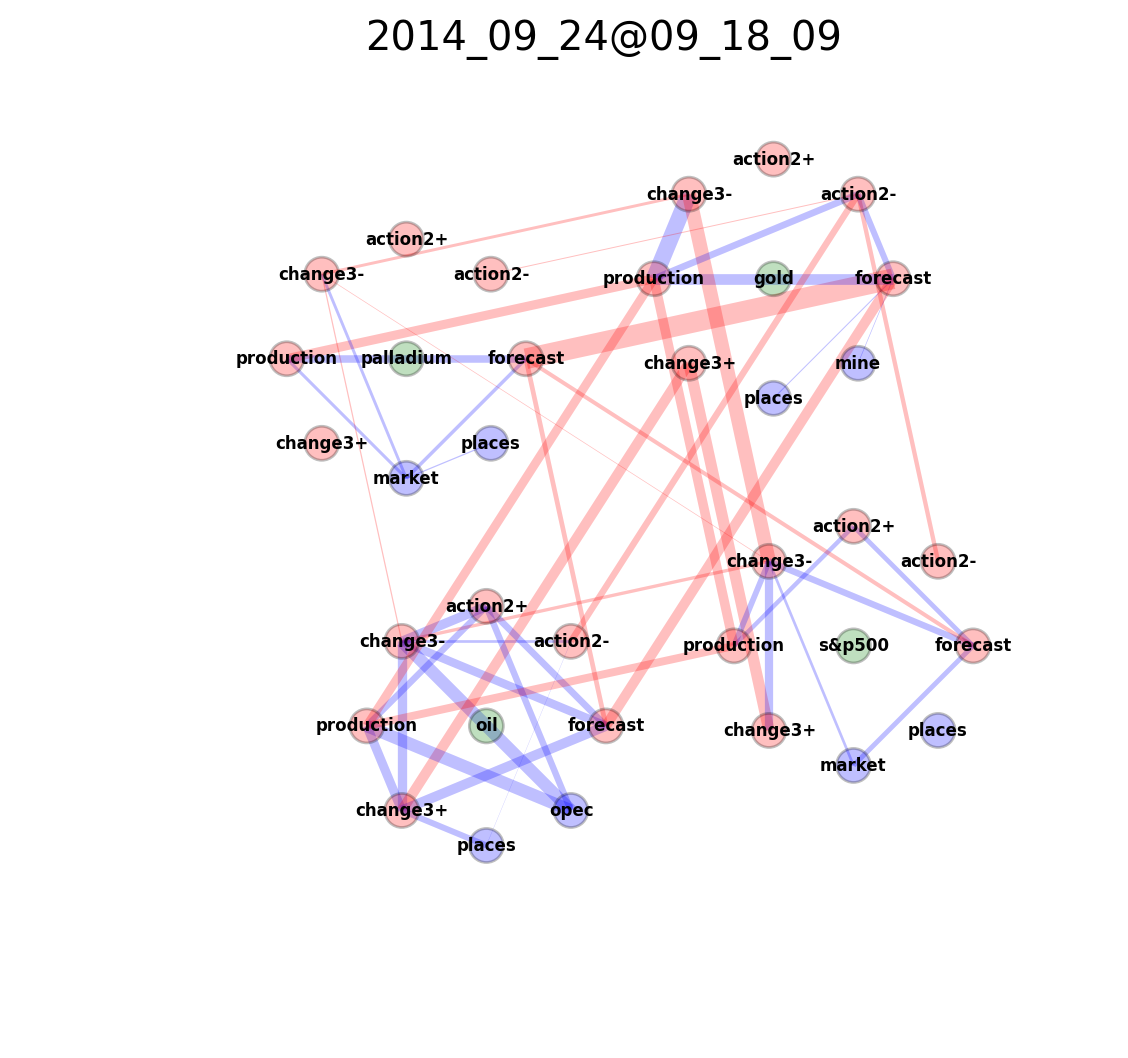 2014_09_24@09_18_09
action2+
change3-
action2-
action2+
change3-
action2-
production
gold
forecast
production
palladium
forecast
change3+
mine
places
change3+
places
market
action2+
change3-
action2-
action2+
change3-
action2-
production
s&p500
forecast
production
oil
forecast
change3+
places
market
change3+
opec
places